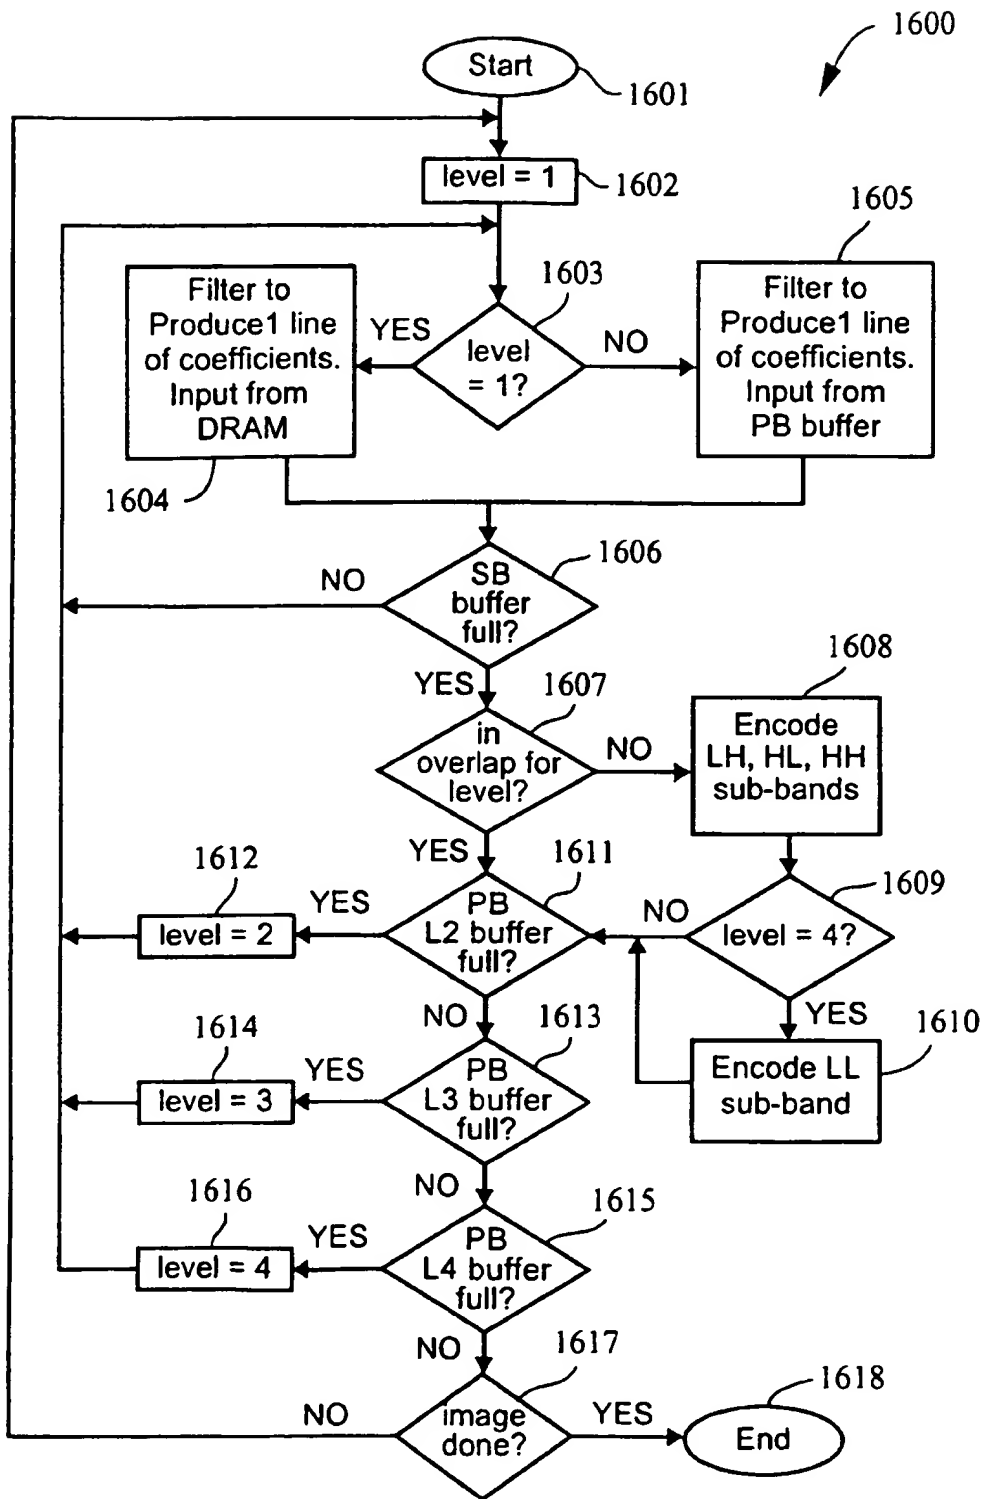 1600
Start
1601
level = 1
1602
1605
1603
Filter to
Produce1 line
of coefficients.
Input from
DRAM
YES
level
= 1?
NO
Filter to
Produce1 line
of coefficients.
Input from
PB buffer
1604
1606
NO
SB
buffer
full?
1608
YES
1607
in
overlap for
level?
NO
Encode
LH, HL, HH
sub-bands
1612
YES
1611
1609
level = 2
YES
PB
L2 buffer
full?
NO
level = 4?
1614
NO
1613
YES
1610
level = 3
YES
PB
L3 buffer
full?
Encode LL
sub-band
1616
NO
1615
level = 4
YES
PB
L4 buffer
full?
NO
1617
1618
NO
image
done?
YES
End